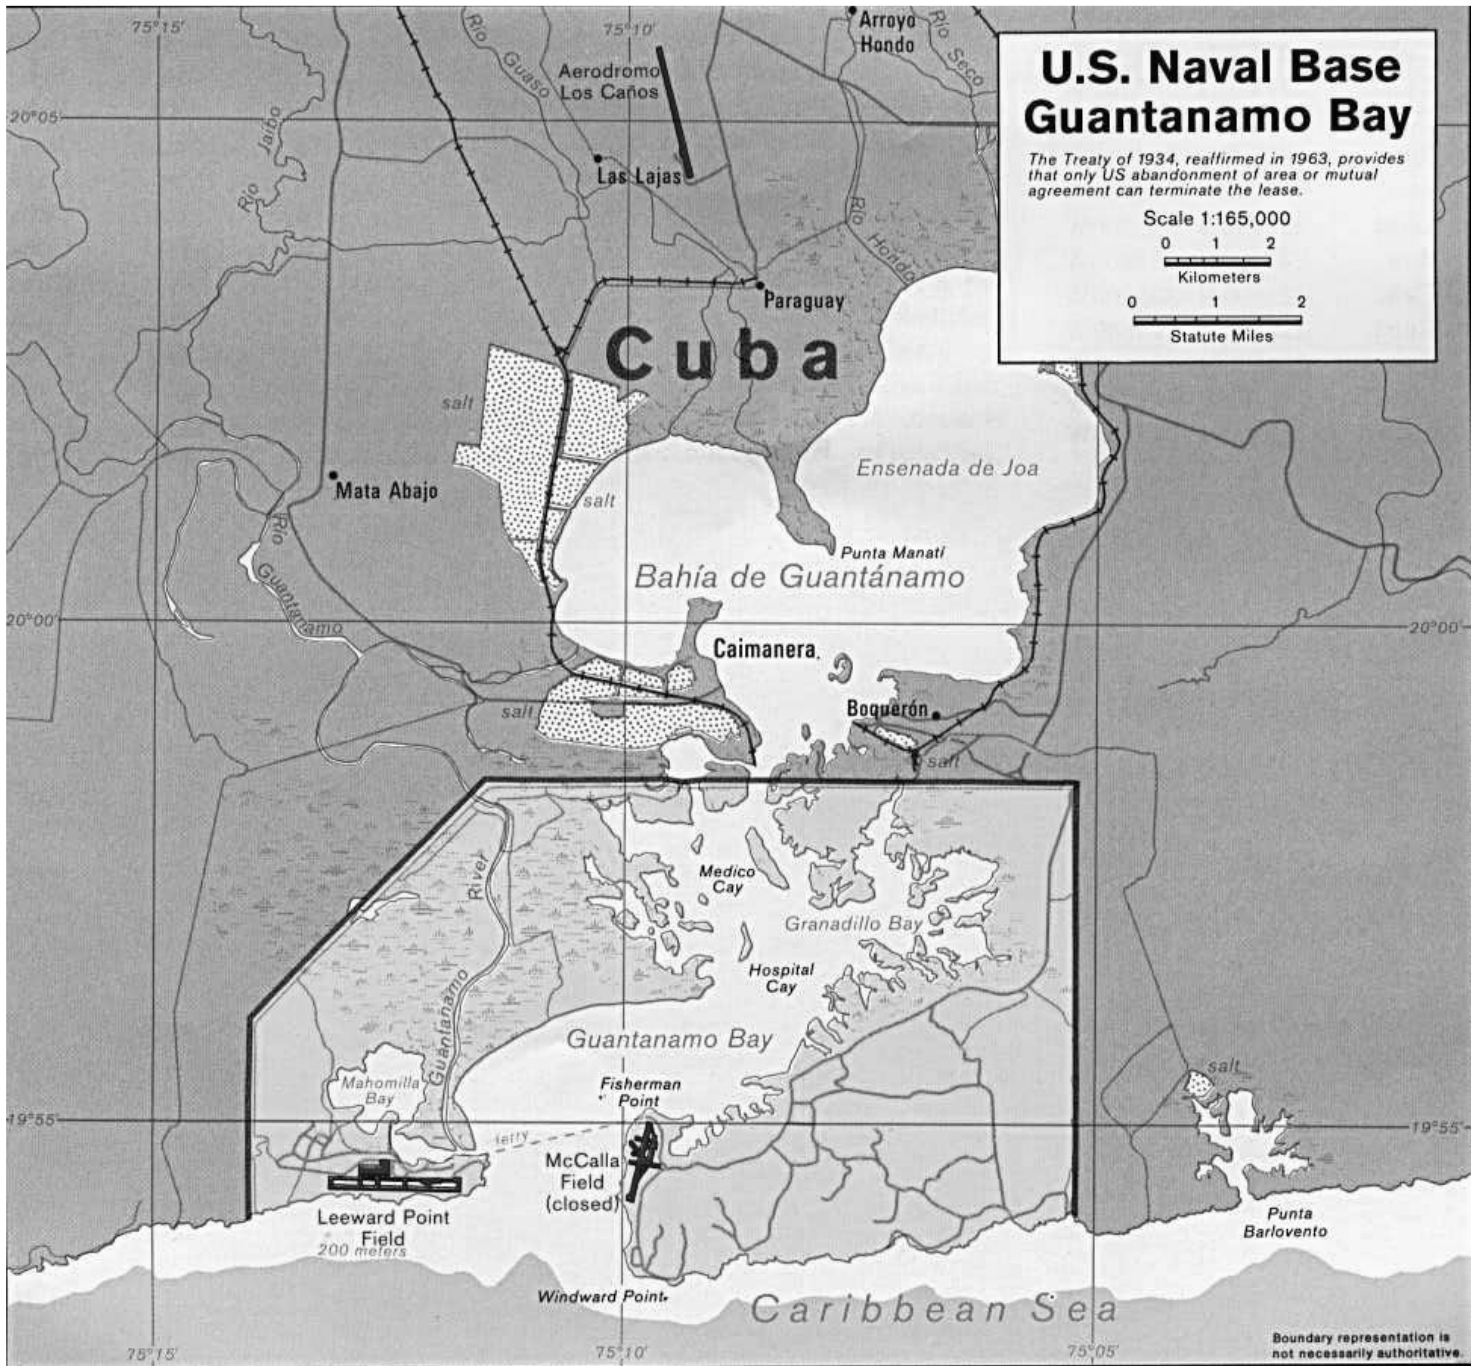 75°15'
75°10'
Río Guaso
Arroyo
Hondo
Río Seco
U.S. Naval Base
Guantanamo Bay
The Treaty of 1934, reaffirmed in 1963, provides
that only US abandonment of area or mutual
agreement can terminate the lease.
Scale 1:165,000
0 1 2
Kilometers
0 1 2
Statute Miles
Aerodromo
Los Caños
20°05'
Río Jaibo
Las Lajas
Río Hondo
Paraguay
Cuba
salt
Ensenada de Joa
Mata Abajo
salt
Río Guantanamo
Punta Manatí
Bahía de Guantánamo
20°00'
20°00'
Caimanera
Boquerón
salt
salt
Medico
Cay
Guantanamo River
Granadillo Bay
Hospital
Cay
Guantanamo Bay
Mahomilla
Bay
Fisherman
Point
salt
19°55'
19°55'
ferry
McCalla
Field
(closed)
Leeward Point
Field
200 meters
Punta
Barlovento
Windward Point
Caribbean Sea
Boundary representation is
not necessarily authoritative.
75°15'
75°10'
75°05'